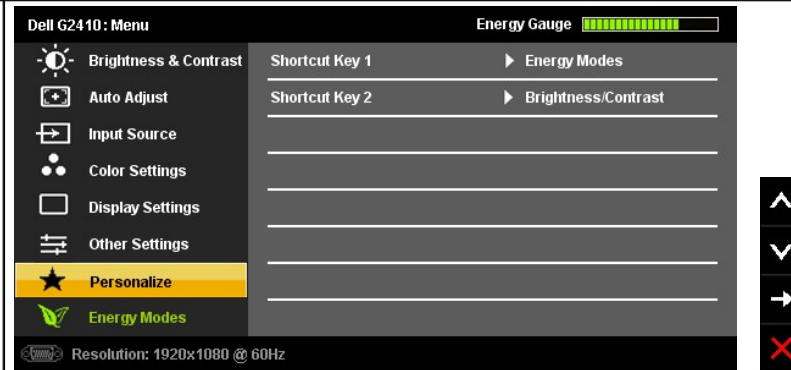 Dell G2410 : Menu Energy Gauge
Brightness & Contrast Shortcut Key 1 Energy Modes
Auto Adjust Shortcut Key 2 Brightness/Contrast
Input Source
Color Settings
Display Settings
Other Settings
Personalize
Energy Modes
Resolution: 1920x1080 @ 60Hz